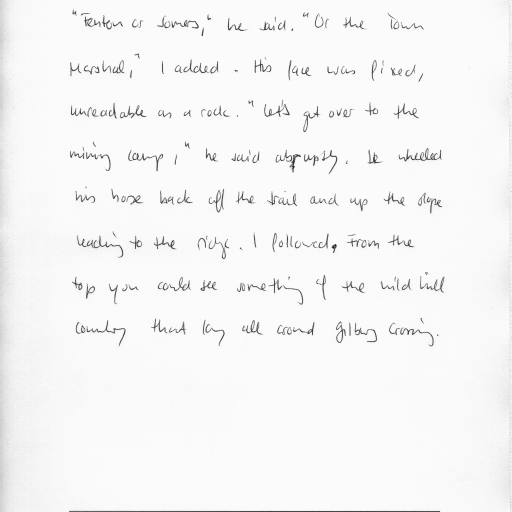 "Fenton or Somers," he said. "Or the Town
Marshal," I added. His face was fixed,
unreadable as a rock. "Let's get over to the
mining camp," he said abruptly. He wheeled
his horse back off the trail and up the slope
leading to the ridge. I followed. From the
top you could see something of the wild hill
country that lay all around Gilburg Crossing.